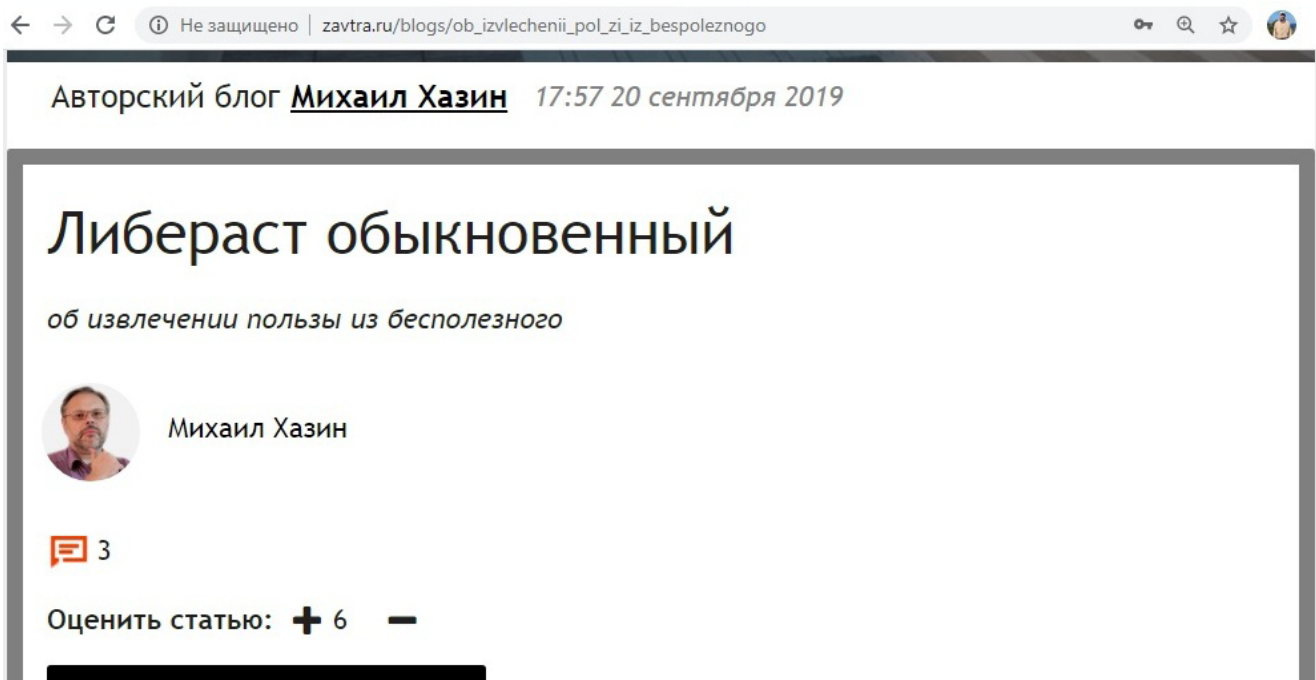 Не защищено | zavtra.ru/blogs/ob_izvlechenii_pol_zi_iz_bespoleznogo
Авторский блог Михаил Хазин 17:57 20 сентября 2019
Либераст обыкновенный
об извлечении пользы из бесполезного
Михаил Хазин
3
Оценить статью: + 6 −